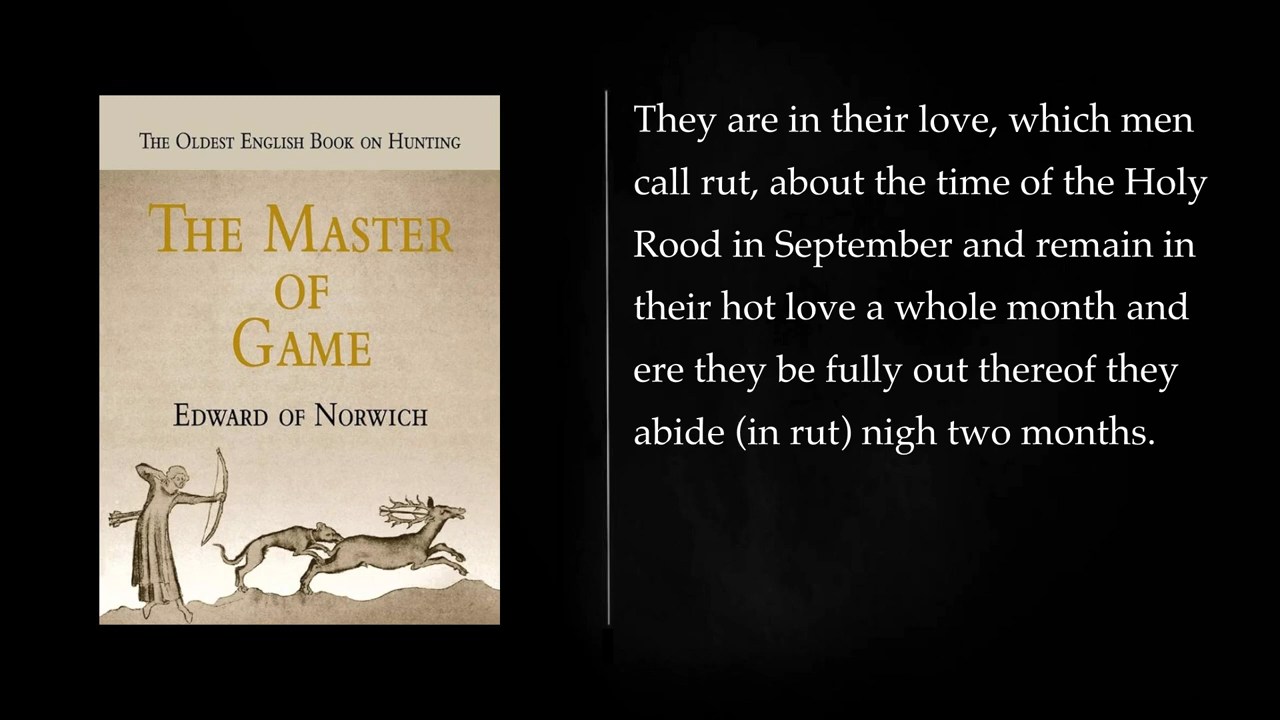 The Oldest English Book on Hunting
The Master
of
Game
Edward of Norwich
They are in their love, which men
call rut, about the time of the Holy
Rood in September and remain in
their hot love a whole month and
ere they be fully out thereof they
abide (in rut) nigh two months.